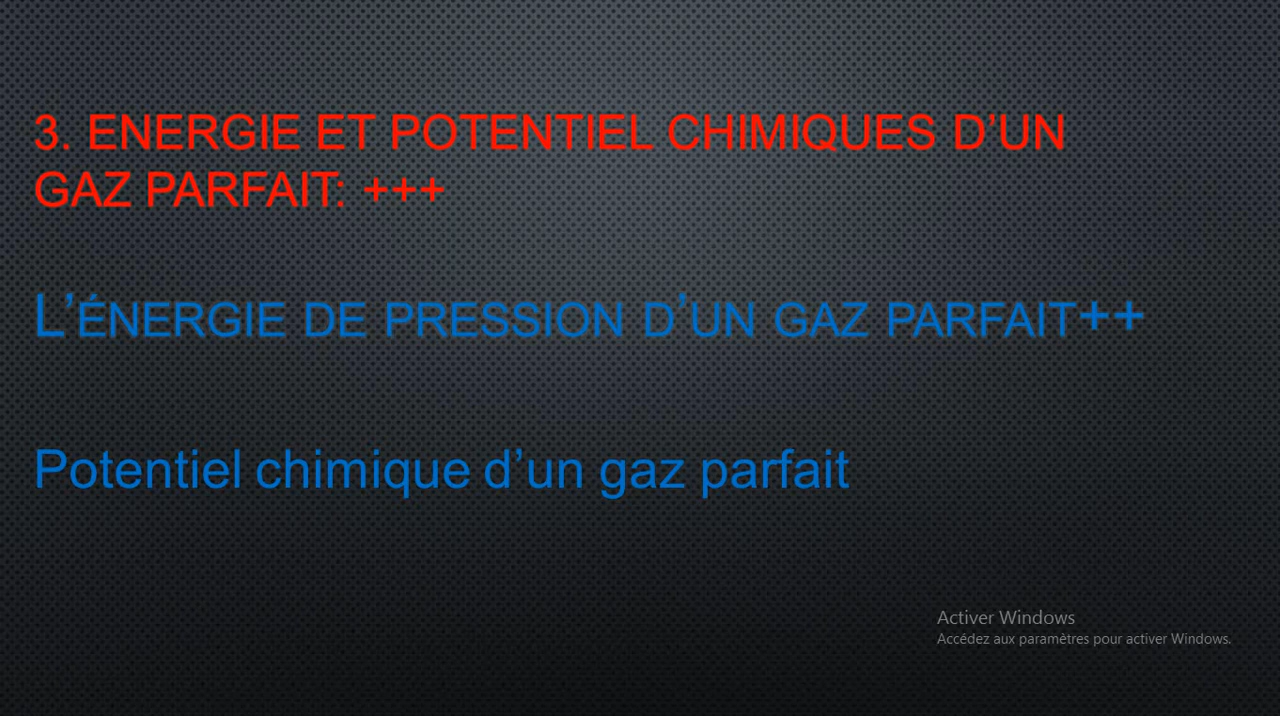 3. ENERGIE ET POTENTIEL CHIMIQUES D’UN
GAZ PARFAIT: +++
L’ÉNERGIE DE PRESSION D’UN GAZ PARFAIT++
Potentiel chimique d’un gaz parfait
Activer Windows
Accédez aux paramètres pour activer Windows.